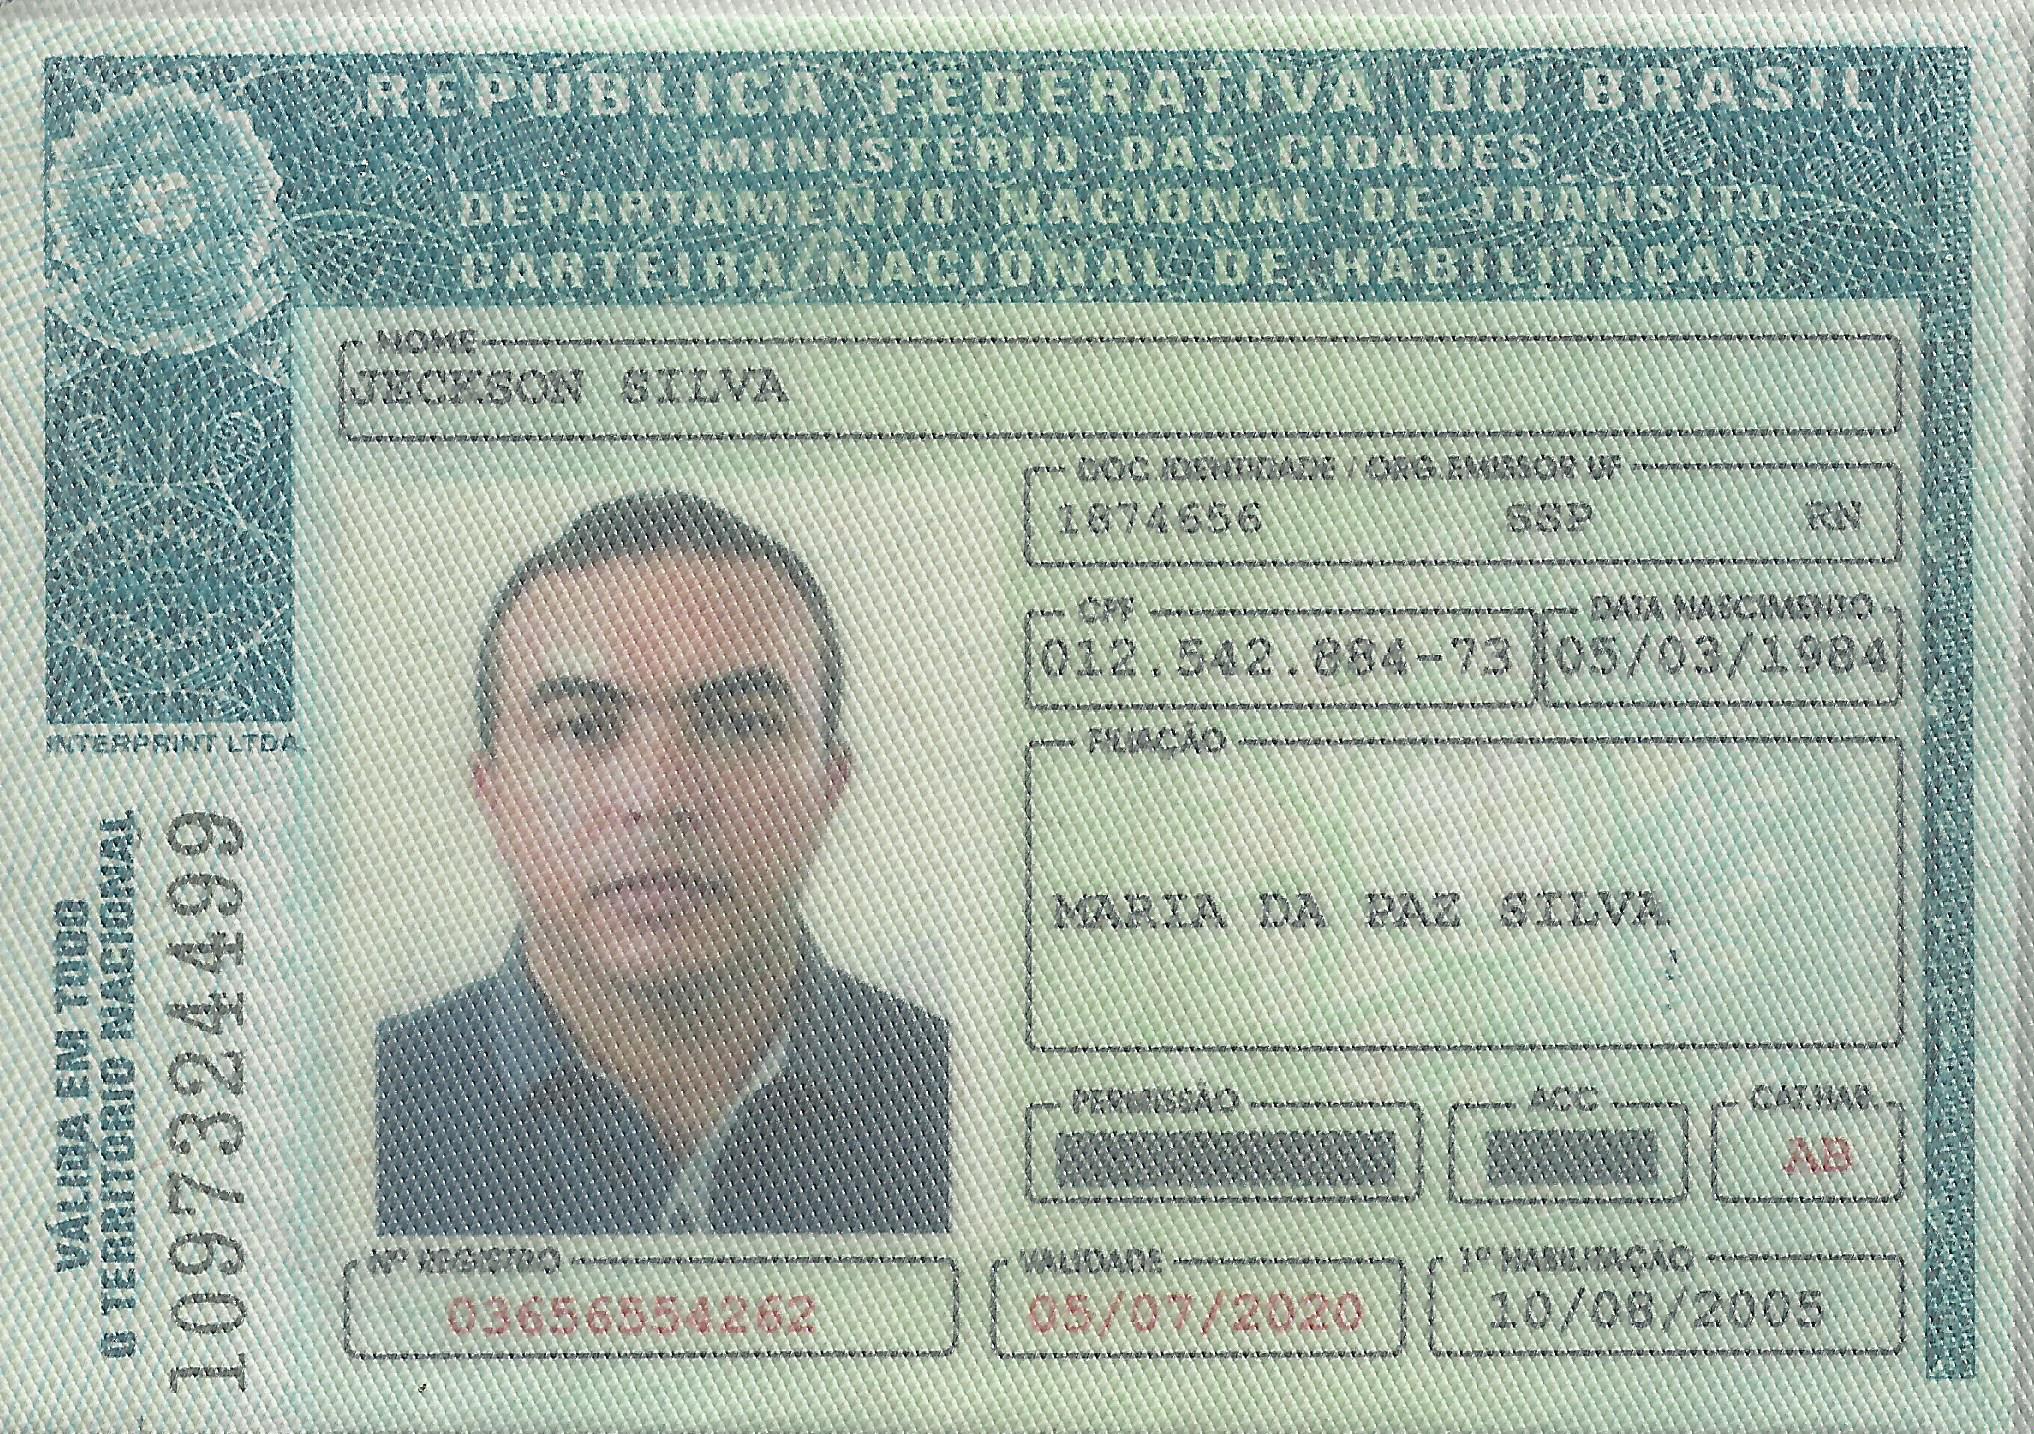 REPÚBLICA FEDERATIVA DO BRASIL
MINISTÉRIO DAS CIDADES
DEPARTAMENTO NACIONAL DE TRÂNSITO
CARTEIRA NACIONAL DE HABILITAÇÃO
NOME
JECKSON SILVA
DOC. IDENTIDADE / ORG. EMISSOR UF
1874656 SSP RN
CPF
012.542.884-73
DATA NASCIMENTO
05/03/1984
FILIAÇÃO
MARIA DA PAZ SILVA
PERMISSÃO
ACC
CAT.HAB.
AB
Nº REGISTRO
03656554262
VALIDADE
05/07/2020
1ª HABILITAÇÃO
10/08/2005
INTERPRINT LTDA.
VÁLIDA EM TODO
O TERRITÓRIO NACIONAL
1097324499